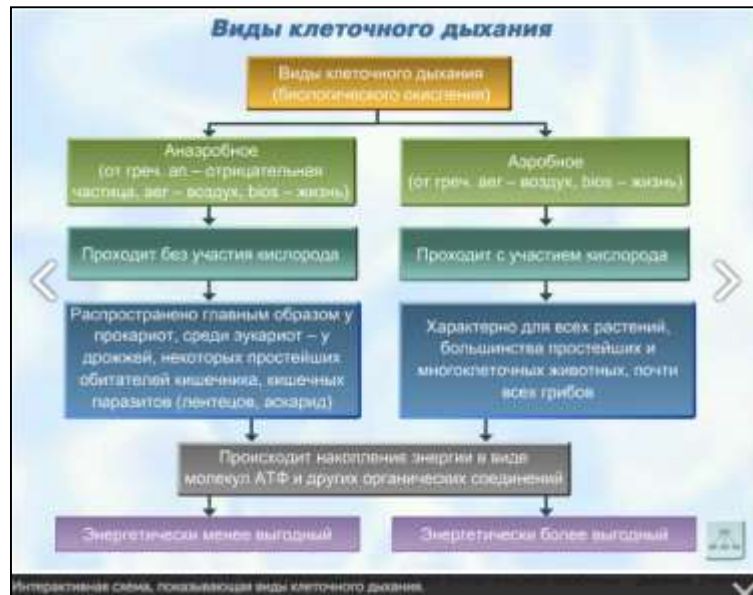 Виды клеточного дыхания
Виды клеточного дыхания
(биологического окисления)
Анаэробное
(от греч. an – отрицательная
частица, aer – воздух, bios – жизнь)
Аэробное
(от греч. aer – воздух, bios – жизнь)
Проходит без участия кислорода
Проходит с участием кислорода
Распространено главным образом у
прокариот, среди эукариот – у
дрожжей, некоторых простейших
обитателей кишечника, кишечных
паразитов (лентецов, аскарид)
Характерно для всех растений,
большинства простейших и
многоклеточных животных, почти
всех грибов
Происходит накопление энергии в виде
молекул АТФ и других органических соединений
Энергетически менее выгодный
Энергетически более выгодный
Интерактивная схема, показывающая виды клеточного дыхания.